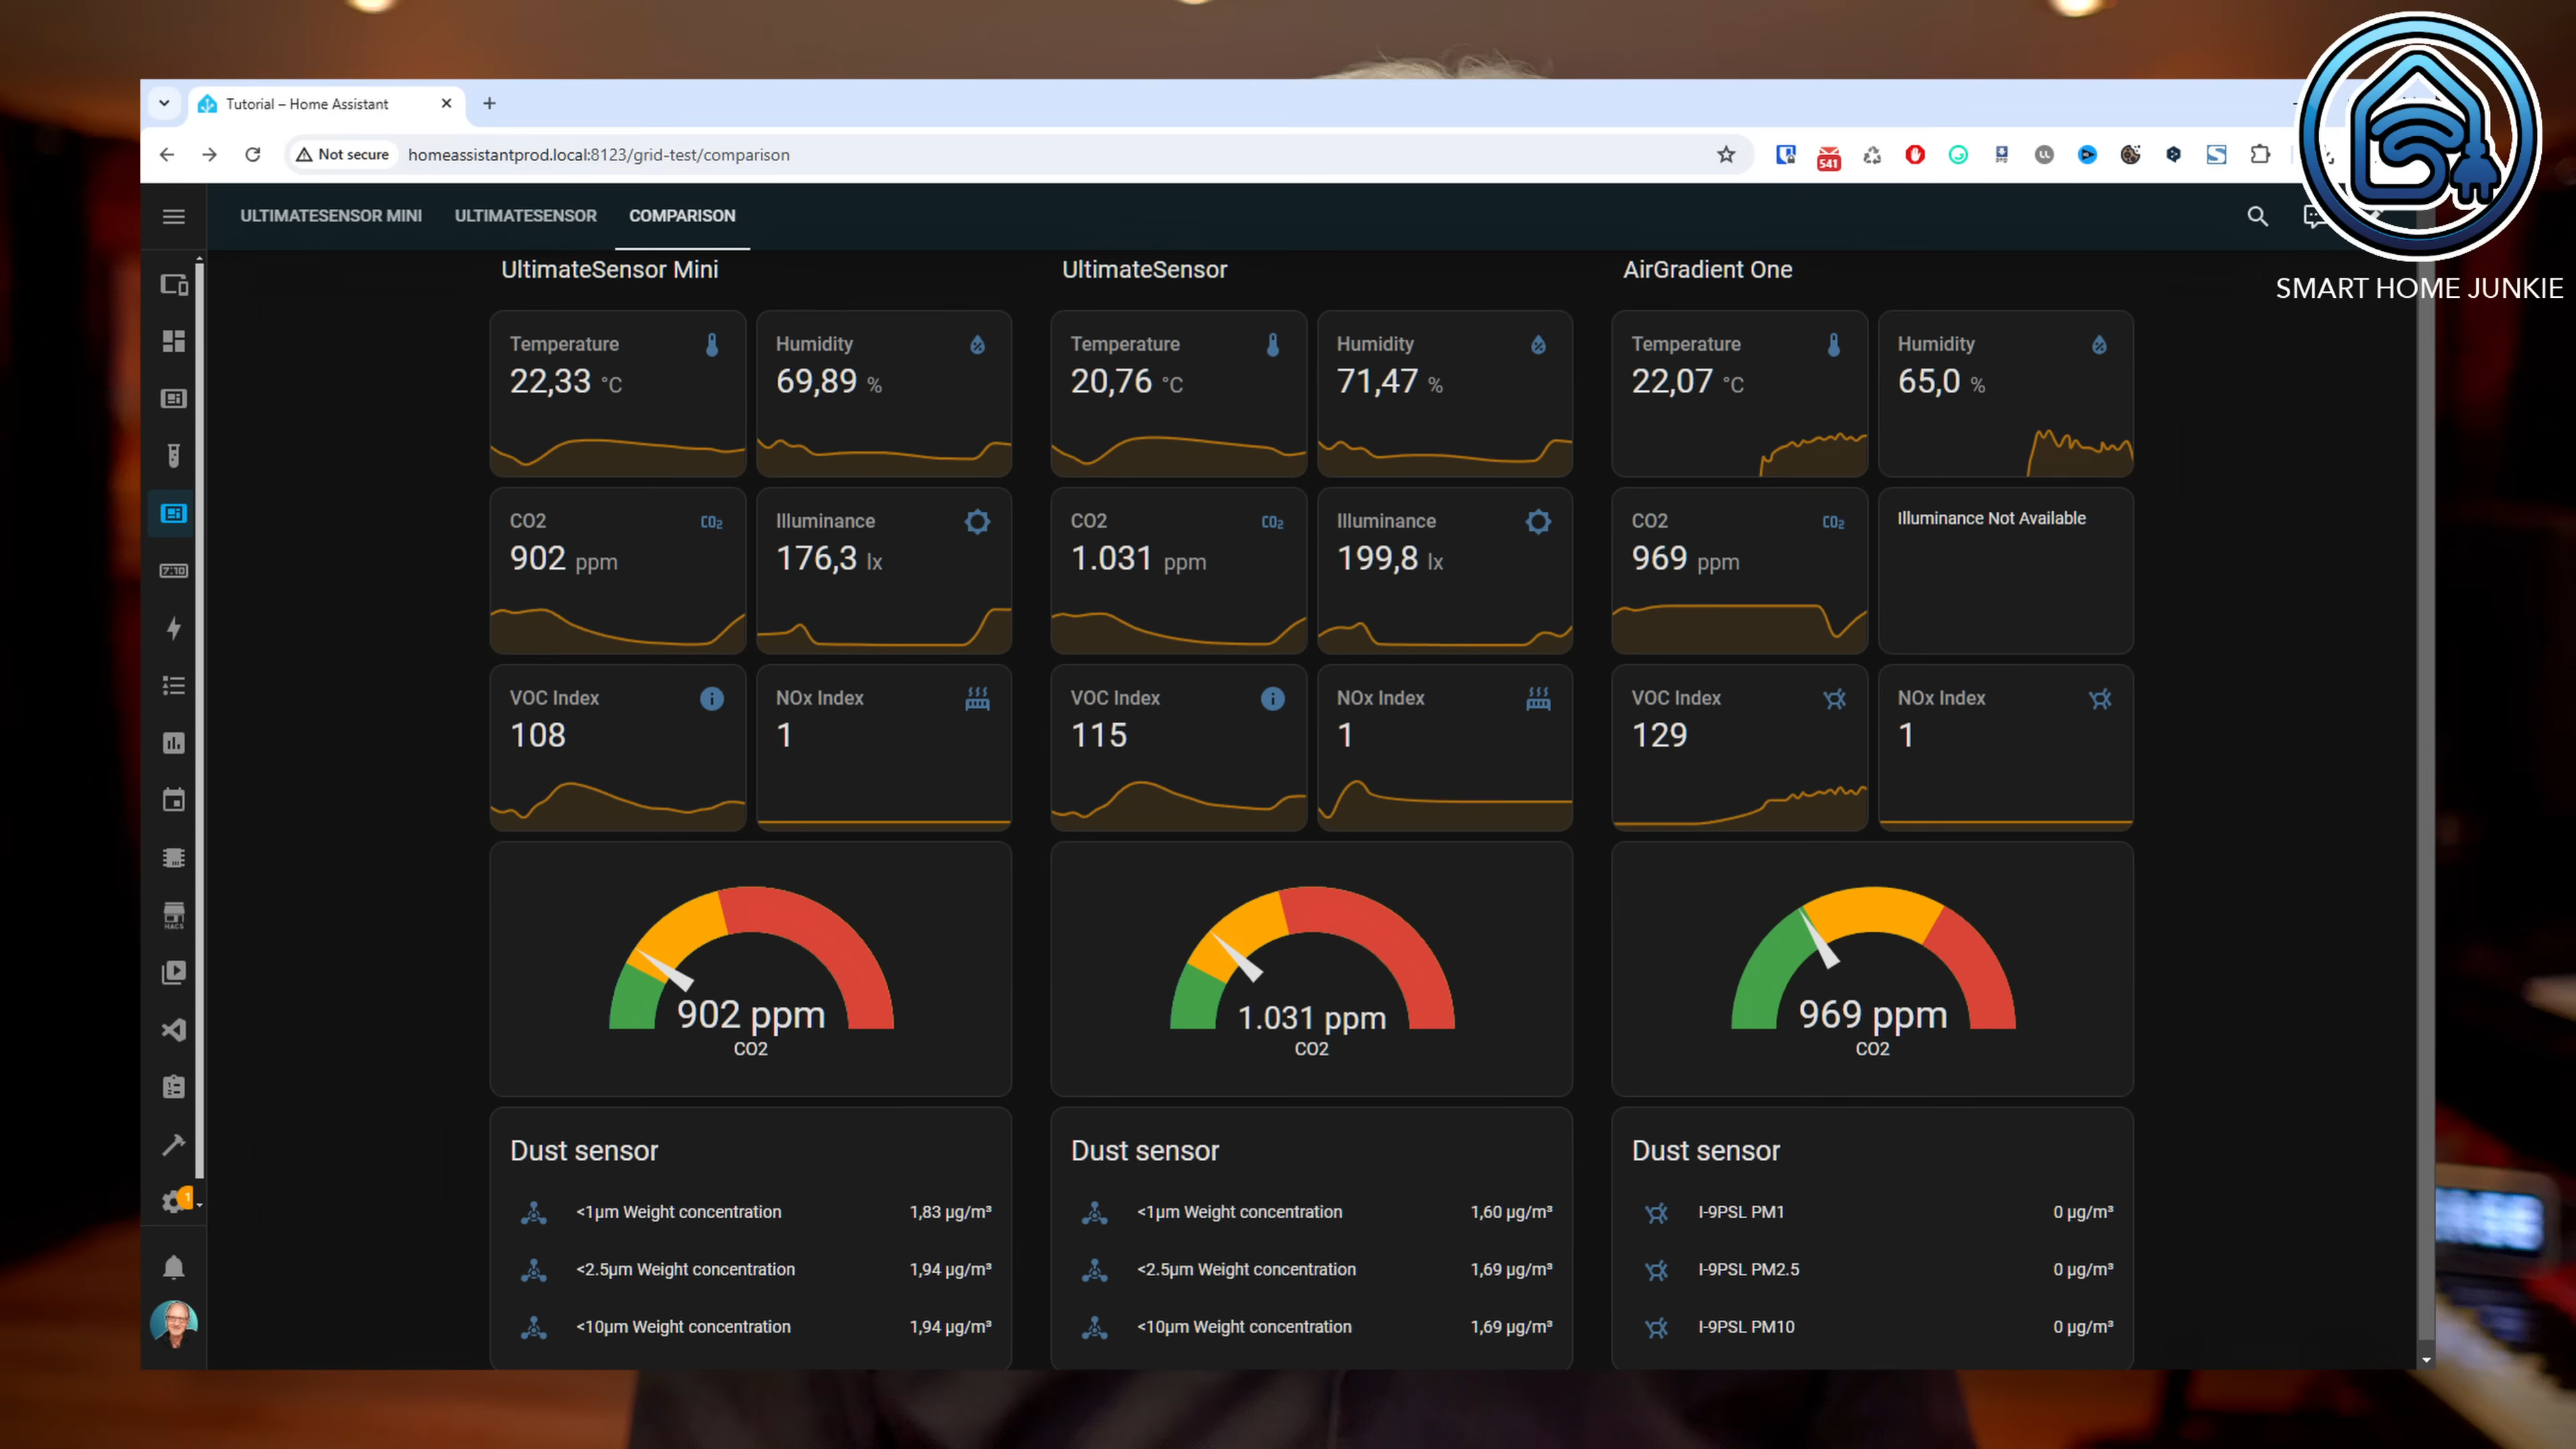 Tutorial – Home Assistant
Not secure
homeassistantprod.local:8123/grid-test/comparison
541
SMART HOME JUNKIE
ULTIMATESENSOR MINI
ULTIMATESENSOR
COMPARISON
UltimateSensor Mini
UltimateSensor
AirGradient One
Temperature
22,33 °C
Humidity
69,89 %
Temperature
20,76 °C
Humidity
71,47 %
Temperature
22,07 °C
Humidity
65,0 %
CO2
CO₂
902 ppm
Illuminance
176,3 lx
CO2
CO₂
1.031 ppm
Illuminance
199,8 lx
CO2
CO₂
969 ppm
Illuminance Not Available
7:10
VOC Index
108
NOx Index
1
VOC Index
115
NOx Index
1
VOC Index
129
NOx Index
1
HACS
902 ppm
CO2
1.031 ppm
CO2
969 ppm
CO2
Dust sensor
<1µm Weight concentration 1,83 µg/m³
<2.5µm Weight concentration 1,94 µg/m³
<10µm Weight concentration 1,94 µg/m³
Dust sensor
<1µm Weight concentration 1,60 µg/m³
<2.5µm Weight concentration 1,69 µg/m³
<10µm Weight concentration 1,69 µg/m³
Dust sensor
I-9PSL PM1 0 µg/m³
I-9PSL PM2.5 0 µg/m³
I-9PSL PM10 0 µg/m³
1